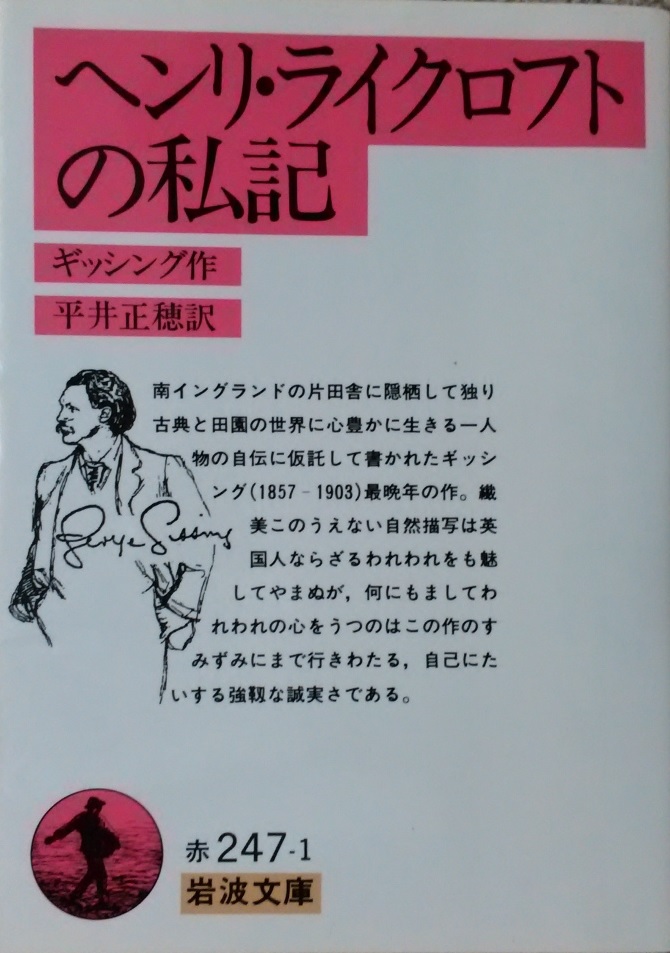 ヘンリ・ライクロフト
の私記
ギッシング作
平井正穂訳
南イングランドの片田舎に隠栖して独り
古典と田園の世界に心豊かに生きる一人
物の自伝に仮託して書かれたギッシ
ング(1857‐1903)最晩年の作。繊
美このうえない自然描写は英
国人ならざるわれわれをも魅
してやまぬが，何にもましてわ
れわれの心をうつのはこの作のす
みずみにまで行きわたる，自己にた
いする強靱な誠実さである。
George Gissing
赤 247-1
岩波文庫